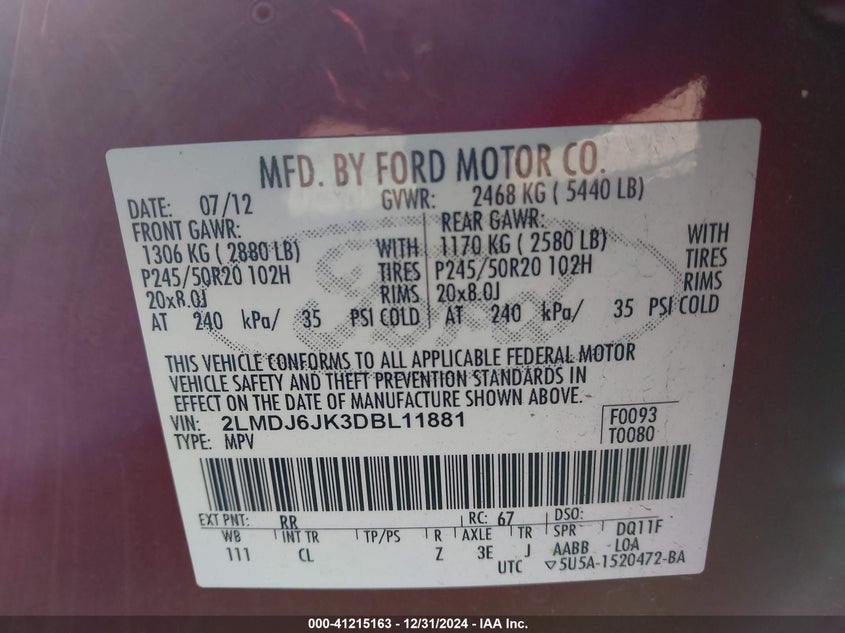 MFD. BY FORD MOTOR CO.
DATE: 07/12 GVWR: 2468 KG ( 5440 LB)
FRONT GAWR: REAR GAWR:
1306 KG ( 2880 LB) WITH 1170 KG ( 2580 LB) WITH
P245/50R20 102H TIRES P245/50R20 102H TIRES
20x8.0J RIMS 20x8.0J RIMS
AT 240 kPa/ 35 PSI COLD AT 240 kPa/ 35 PSI COLD
Ford
THIS VEHICLE CONFORMS TO ALL APPLICABLE FEDERAL MOTOR
VEHICLE SAFETY AND THEFT PREVENTION STANDARDS IN
EFFECT ON THE DATE OF MANUFACTURE SHOWN ABOVE.
VIN: 2LMDJ6JK3DBL11881 F0093
TYPE: MPV T0080
EXT PNT: RR RC: 67 DSO:
WB INT TR TP/PS R AXLE TR SPR DQ11F
111 CL Z 3E J AABB LOA
UTC ▽5U5A-1520472-BA
000-41215163 - 12/31/2024 - IAA Inc.